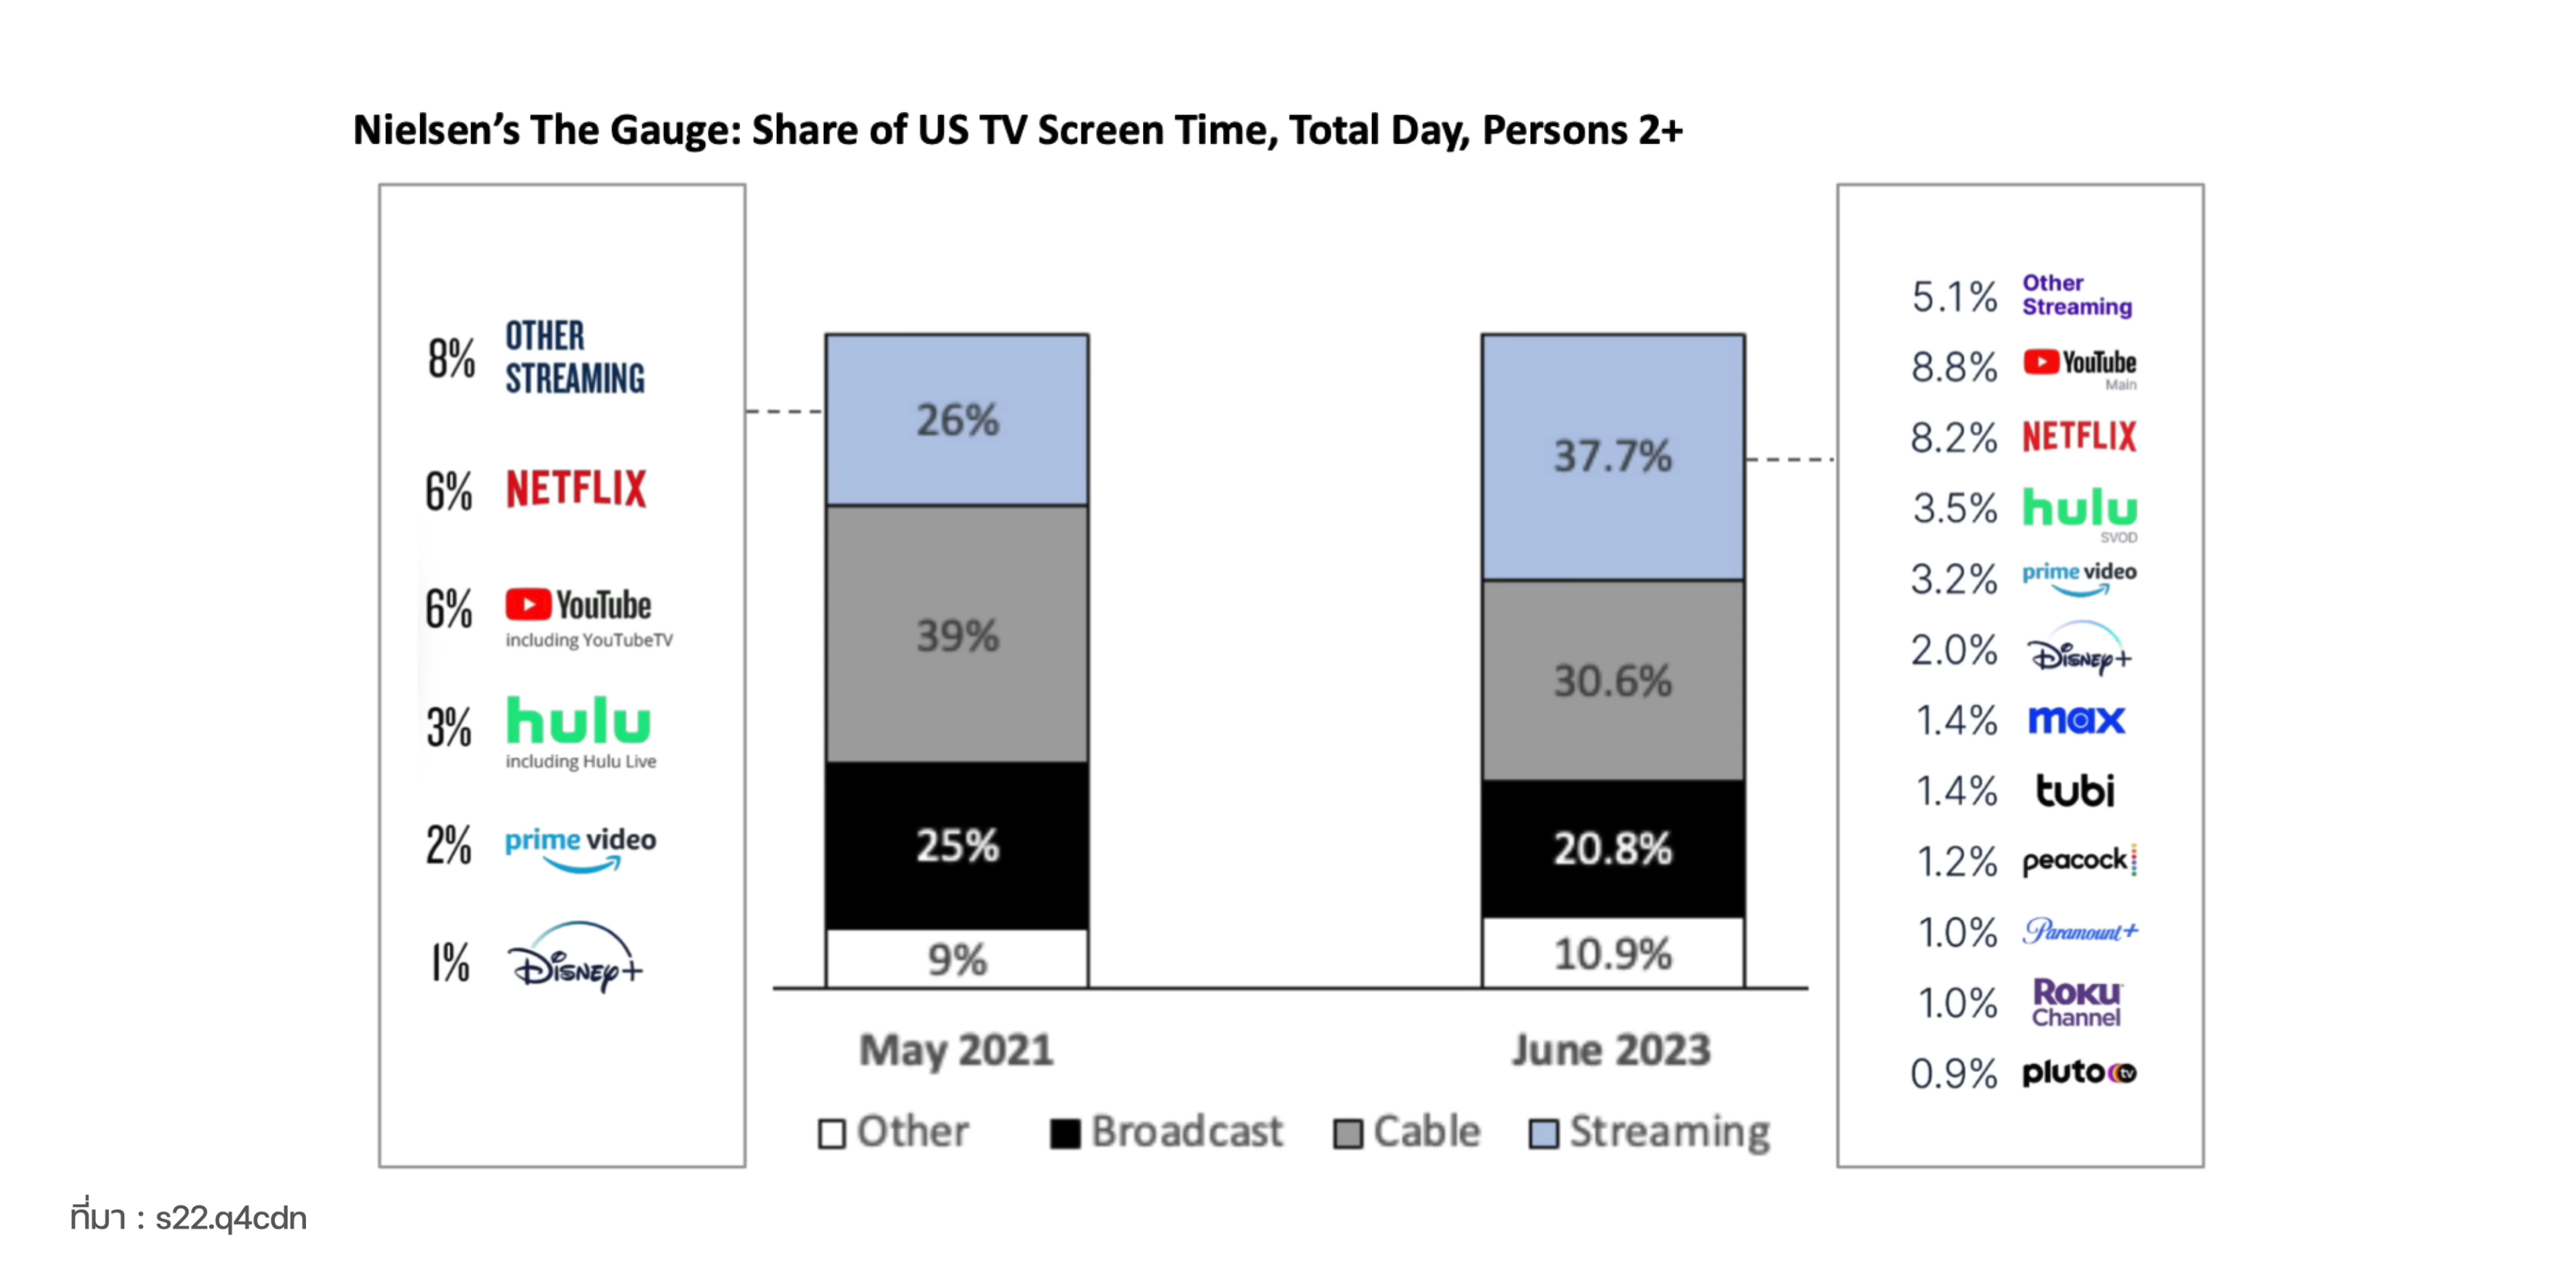 Nielsen’s The Gauge: Share of US TV Screen Time, Total Day, Persons 2+
8% OTHER
STREAMING
6% NETFLIX
6% YouTube
including YouTubeTV
3% hulu
including Hulu Live
2% prime video
1% Disney+
26%
39%
25%
9%
May 2021
37.7%
30.6%
20.8%
10.9%
June 2023
Other Broadcast Cable Streaming
5.1% Other
Streaming
8.8% YouTube
Main
8.2% NETFLIX
3.5% hulu
SVOD
3.2% prime video
2.0% Disney+
1.4% max
1.4% tubi
1.2% peacock
1.0% Paramount+
1.0% Roku
Channel
0.9% pluto tv
ที่มา : s22.q4cdn